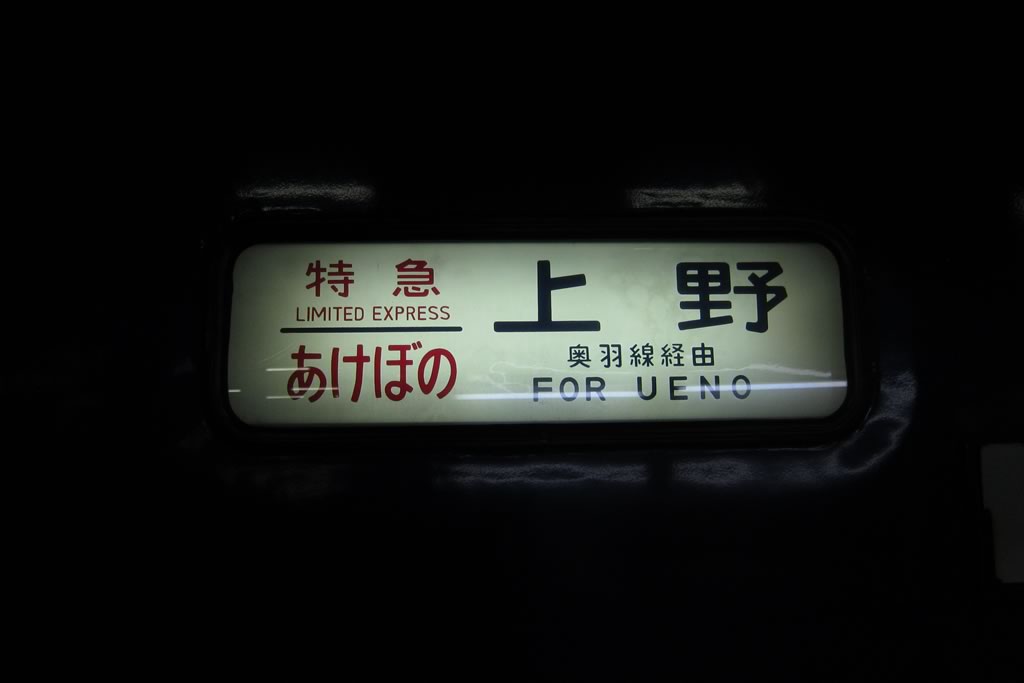 特急
LIMITED EXPRESS
あけぼの
上野
奥羽線経由
FOR UENO